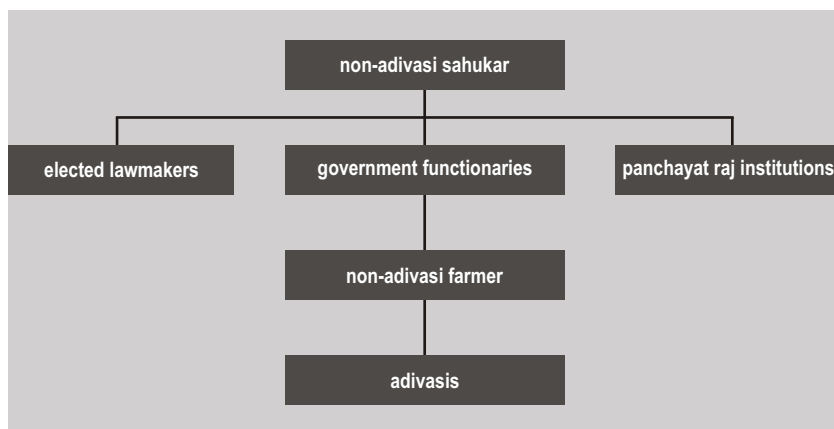 non-adivasi sahukar
elected lawmakers
government functionaries
panchayat raj institutions
non-adivasi farmer
adivasis